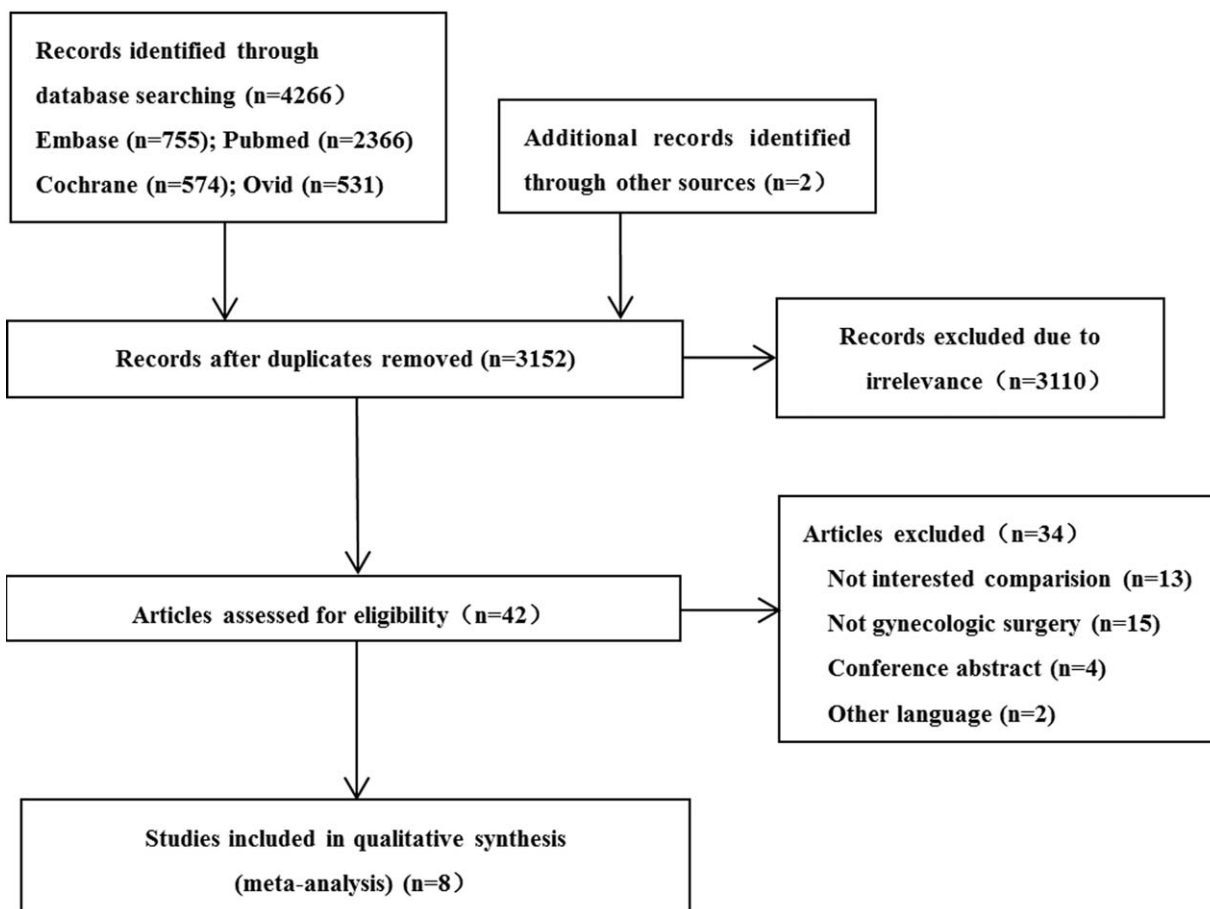 Records identified through
database searching (n=4266）
Embase (n=755); Pubmed (n=2366)
Cochrane (n=574); Ovid (n=531)
Additional records identified
through other sources (n=2）
Records after duplicates removed (n=3152)
Records excluded due to
irrelevance（n=3110）
Articles assessed for eligibility（n=42）
Articles excluded（n=34）
Not interested comparision (n=13)
Not gynecologic surgery (n=15)
Conference abstract (n=4)
Other language (n=2)
Studies included in qualitative synthesis
(meta-analysis) (n=8）